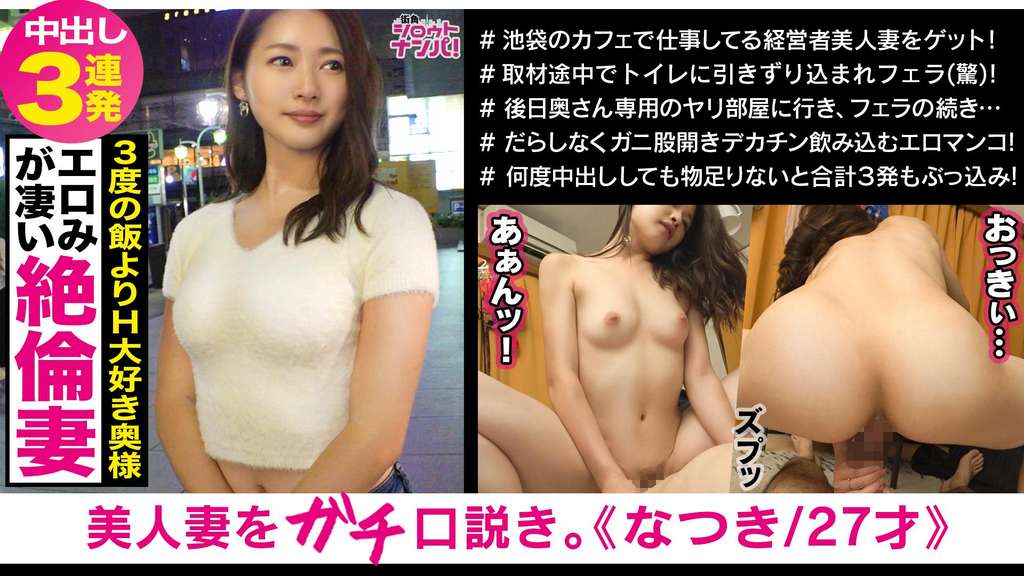 中出し
3連発
3度の飯よりH大好き奥様
エロみ
が凄い
絶倫妻
街角
シロウト
ナンパ!
# 池袋のカフェで仕事してる経営者美人妻をゲット!
# 取材途中でトイレに引きずり込まれフェラ(驚)!
# 後日奥さん専用のヤリ部屋に行き、フェラの続き…
# だらしなくガニ股開きデカチン飲み込むエロマンコ!
# 何度中出ししても物足りないと合計3発もぶっ込み!
あぁんッ!
おっきぃ…
ズプッ
美人妻をガチ口説き。《なつき/27才》